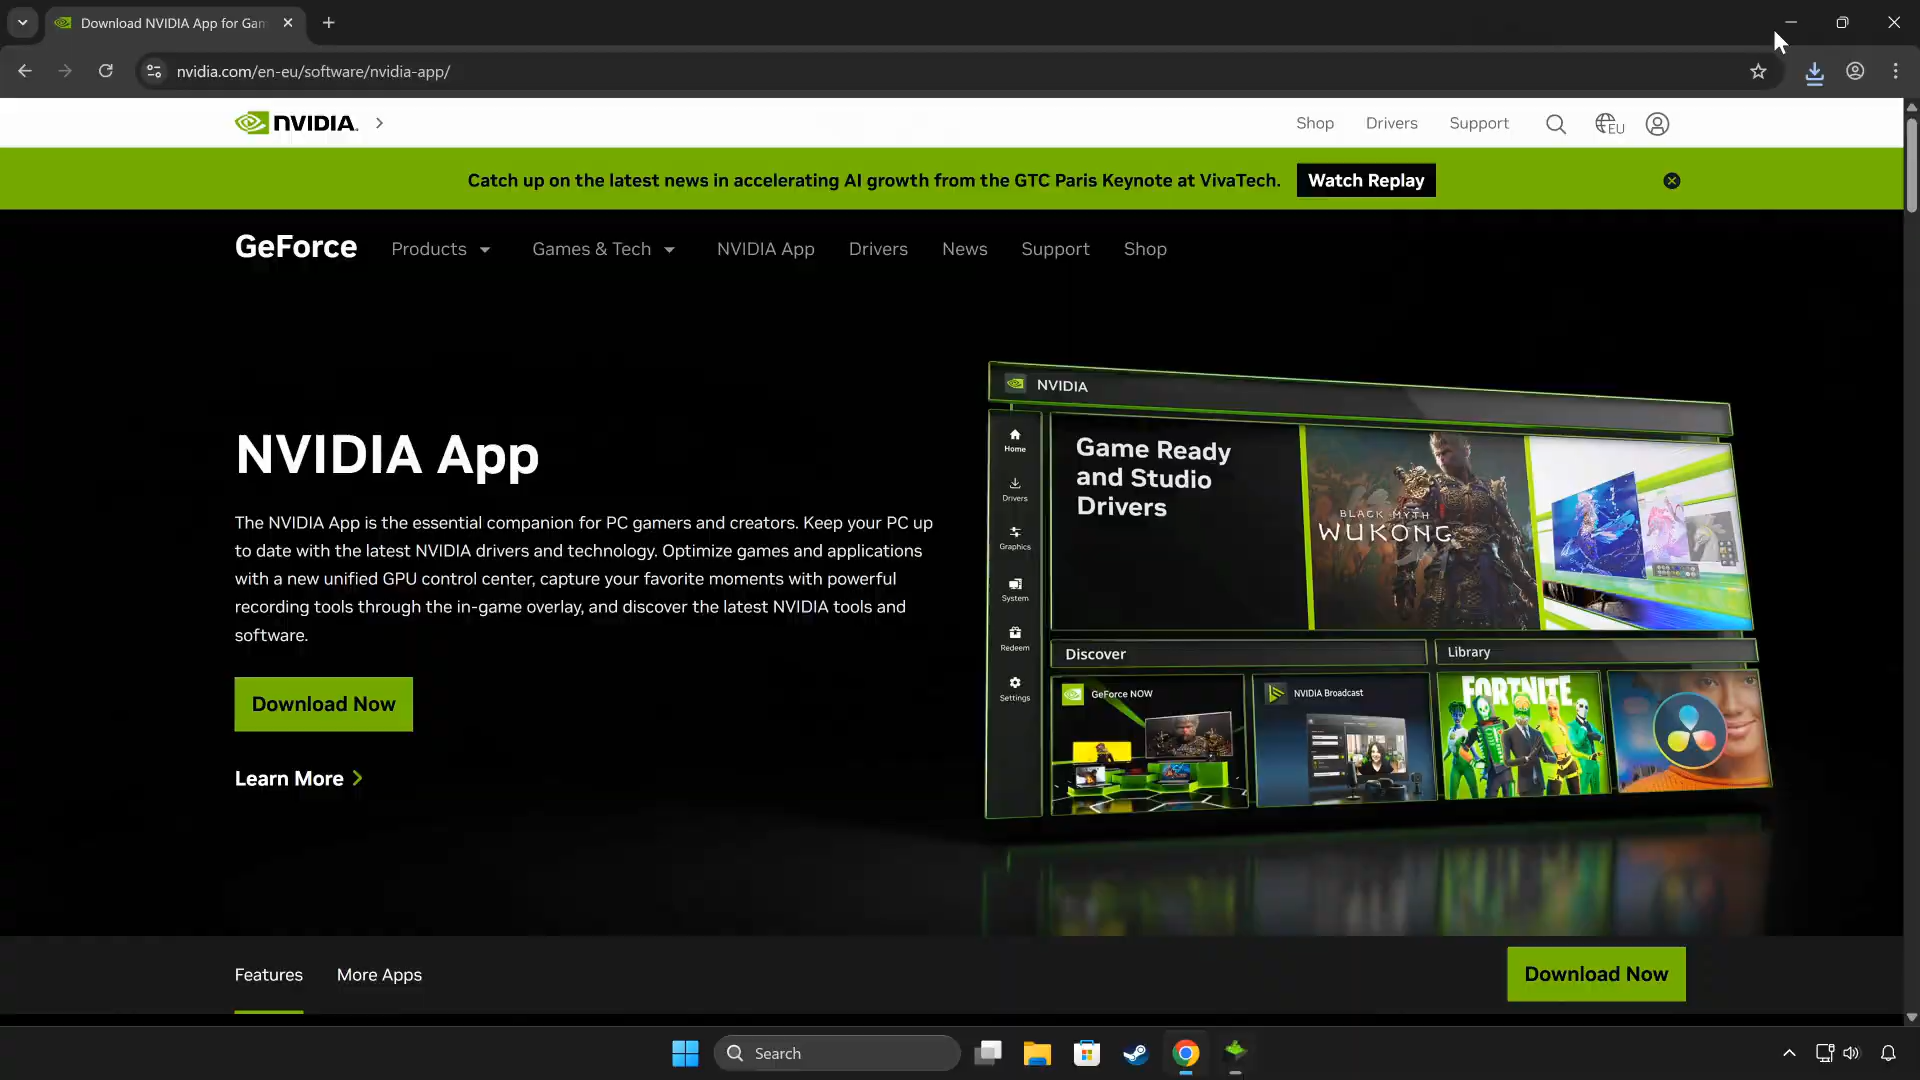 Download NVIDIA App for Gam
nvidia.com/en-eu/software/nvidia-app/
NVIDIA.
Shop
Drivers
Support
EU
Catch up on the latest news in accelerating AI growth from the GTC Paris Keynote at VivaTech.
Watch Replay
GeForce
Products
Games & Tech
NVIDIA App
Drivers
News
Support
Shop
NVIDIA App
The NVIDIA App is the essential companion for PC gamers and creators. Keep your PC up
to date with the latest NVIDIA drivers and technology. Optimize games and applications
with a new unified GPU control center, capture your favorite moments with powerful
recording tools through the in-game overlay, and discover the latest NVIDIA tools and
software.
Download Now
Learn More
NVIDIA
Home
Drivers
Graphics
System
Redeem
Settings
Game Ready
and Studio
Drivers
BLACK MYTH
WUKONG
Discover
Library
GeForce NOW
NVIDIA Broadcast
FORTNITE
Features
More Apps
Download Now
Search